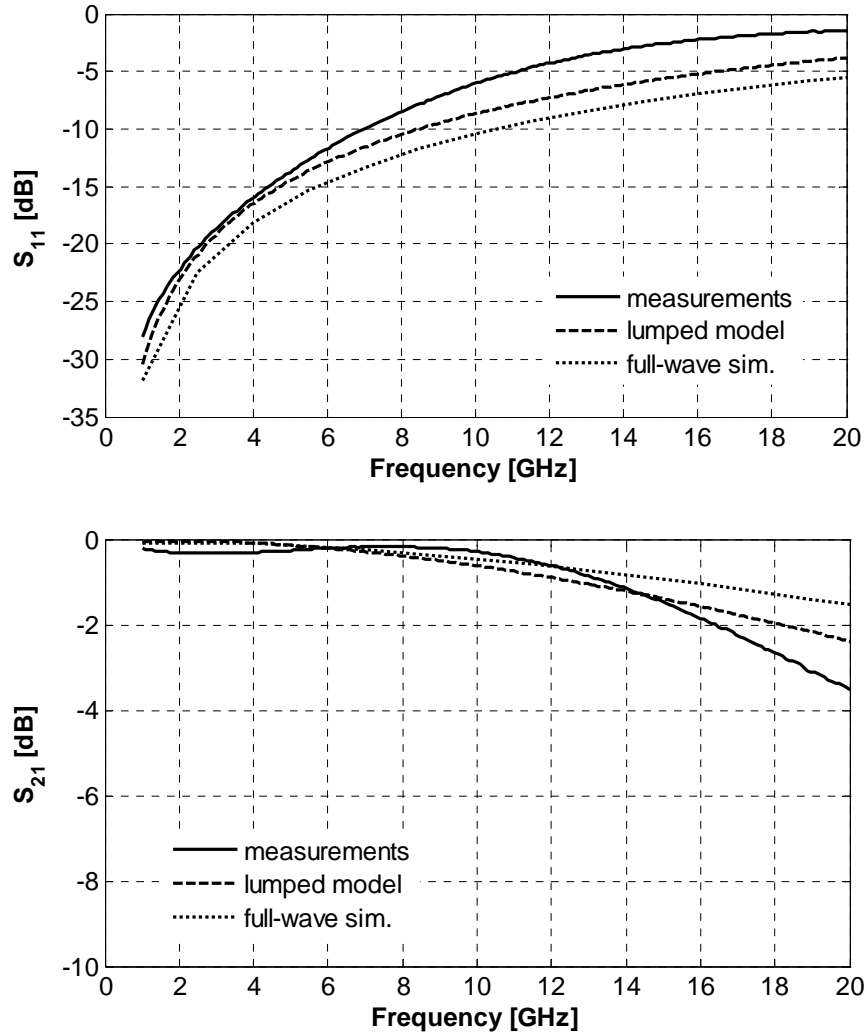 0
-5
-10
-15
-20
-25
-30
-35
S11 [dB]
measurements
lumped model
full-wave sim.
0 2 4 6 8 10 12 14 16 18 20
Frequency [GHz]
0
-2
-4
-6
-8
-10
S21 [dB]
measurements
lumped model
full-wave sim.
0 2 4 6 8 10 12 14 16 18 20
Frequency [GHz]